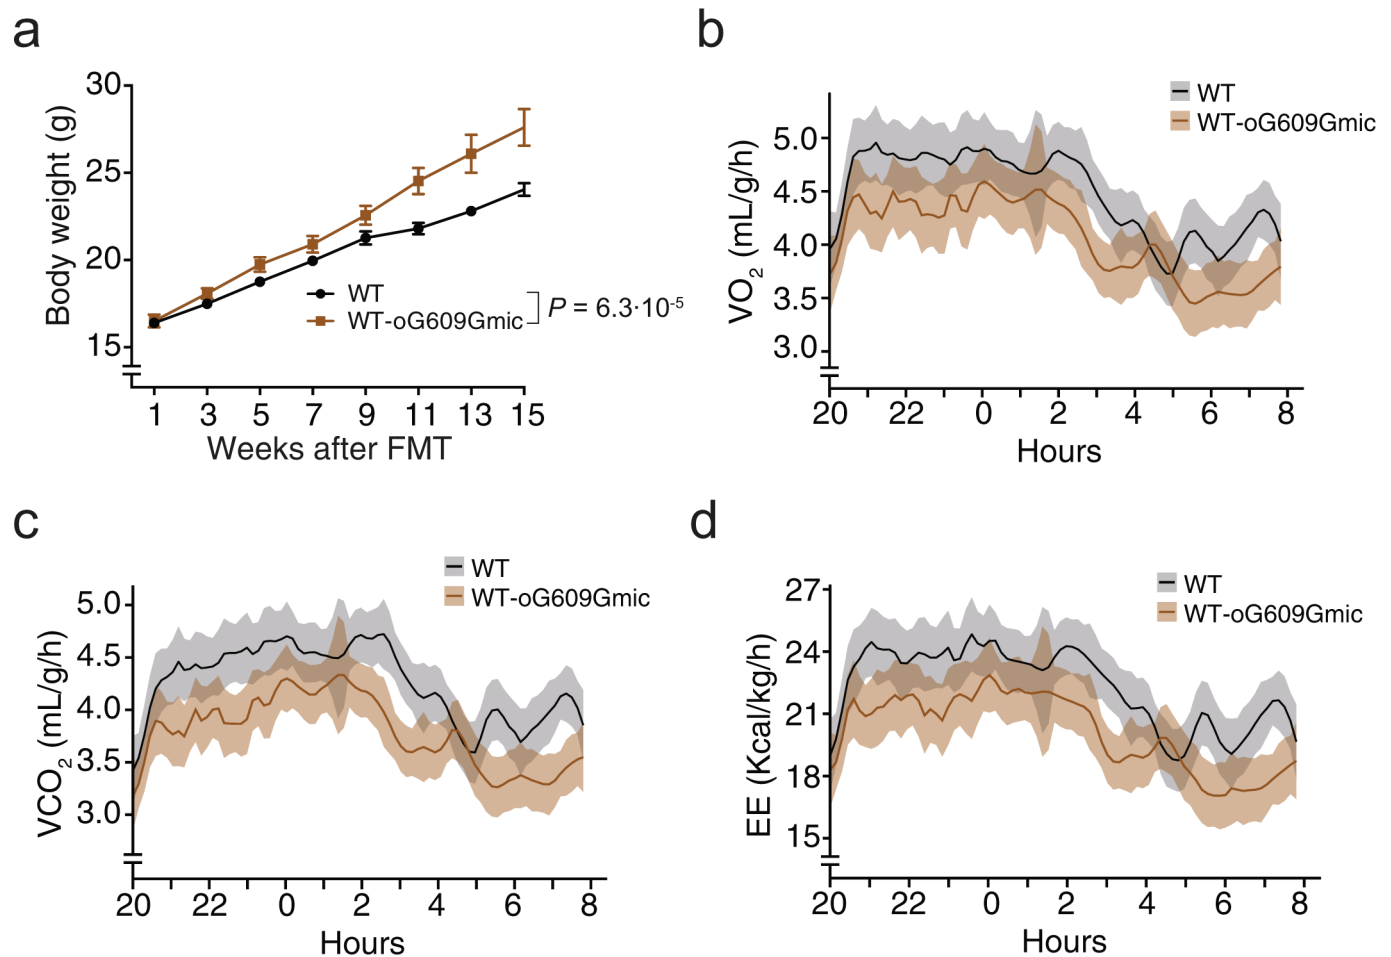 a
30
25
20
15
Body weight (g)
WT
WT-oG609Gmic
P = 6.3·10-5
1 3 5 7 9 11 13 15
Weeks after FMT
b
WT
WT-oG609Gmic
5.0
4.5
4.0
3.5
3.0
VO2 (mL/g/h)
20 22 0 2 4 6 8
Hours
c
WT
WT-oG609Gmic
5.0
4.5
4.0
3.5
3.0
VCO2 (mL/g/h)
20 22 0 2 4 6 8
Hours
d
WT
WT-oG609Gmic
27
24
21
18
15
EE (Kcal/kg/h)
20 22 0 2 4 6 8
Hours